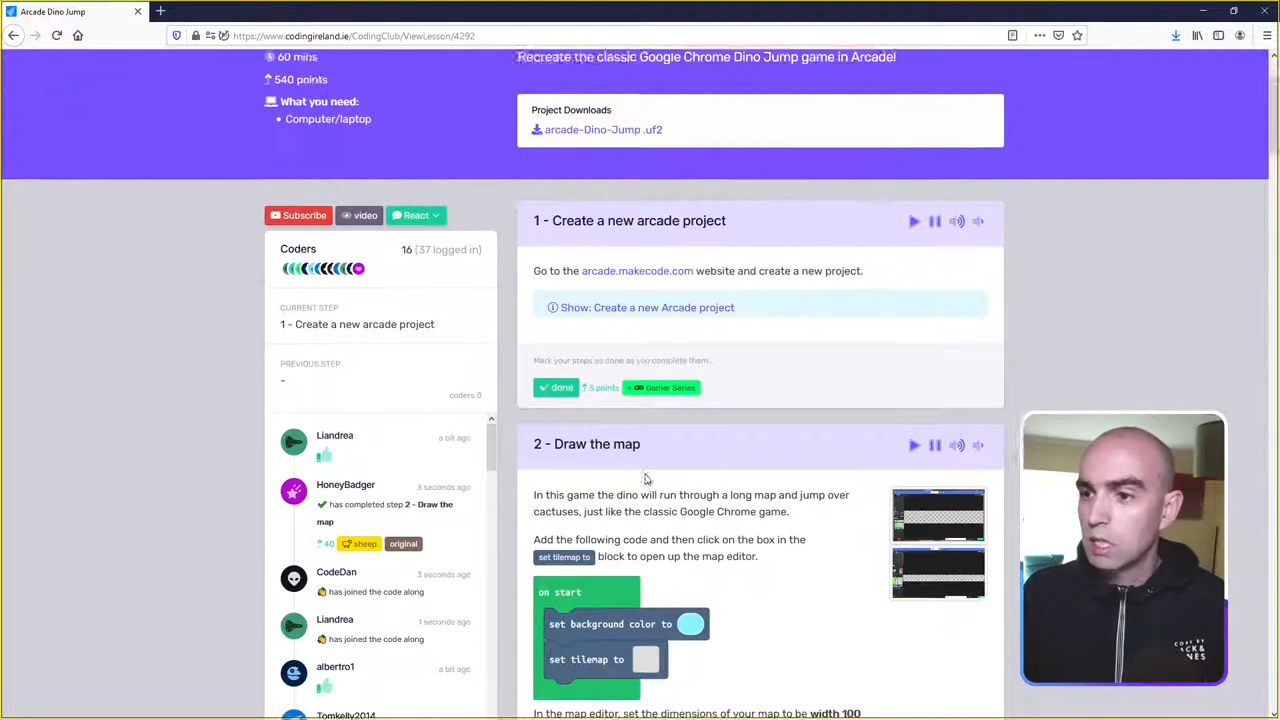 Arcade Dino Jump
https://www.codingireland.ie/CodingClub/ViewLesson/4292
60 mins
Recreate the classic Google Chrome Dino Jump game in Arcade!
540 points
What you need:
• Computer/laptop
Project Downloads
arcade-Dino-Jump .uf2
Subscribe
video
React
Coders
16 (37 logged in)
CURRENT STEP
1 - Create a new arcade project
PREVIOUS STEP
-
coders 0
Liandrea
a bit ago
HoneyBadger
3 seconds ago
has completed step 2 - Draw the
map
40
sheep
original
CodeDan
3 seconds ago
has joined the code along
Liandrea
1 seconds ago
has joined the code along
albertro1
a bit ago
Tomkelly2014
1 - Create a new arcade project
Go to the arcade.makecode.com website and create a new project.
Show: Create a new Arcade project
Mark your steps as done as you complete them.
done
5 points
+ Gamer Series
2 - Draw the map
In this game the dino will run through a long map and jump over
cactuses, just like the classic Google Chrome game.
Add the following code and then click on the box in the
set tilemap to block to open up the map editor.
on start
set background color to
set tilemap to
In the map editor, set the dimensions of your map to be width 100